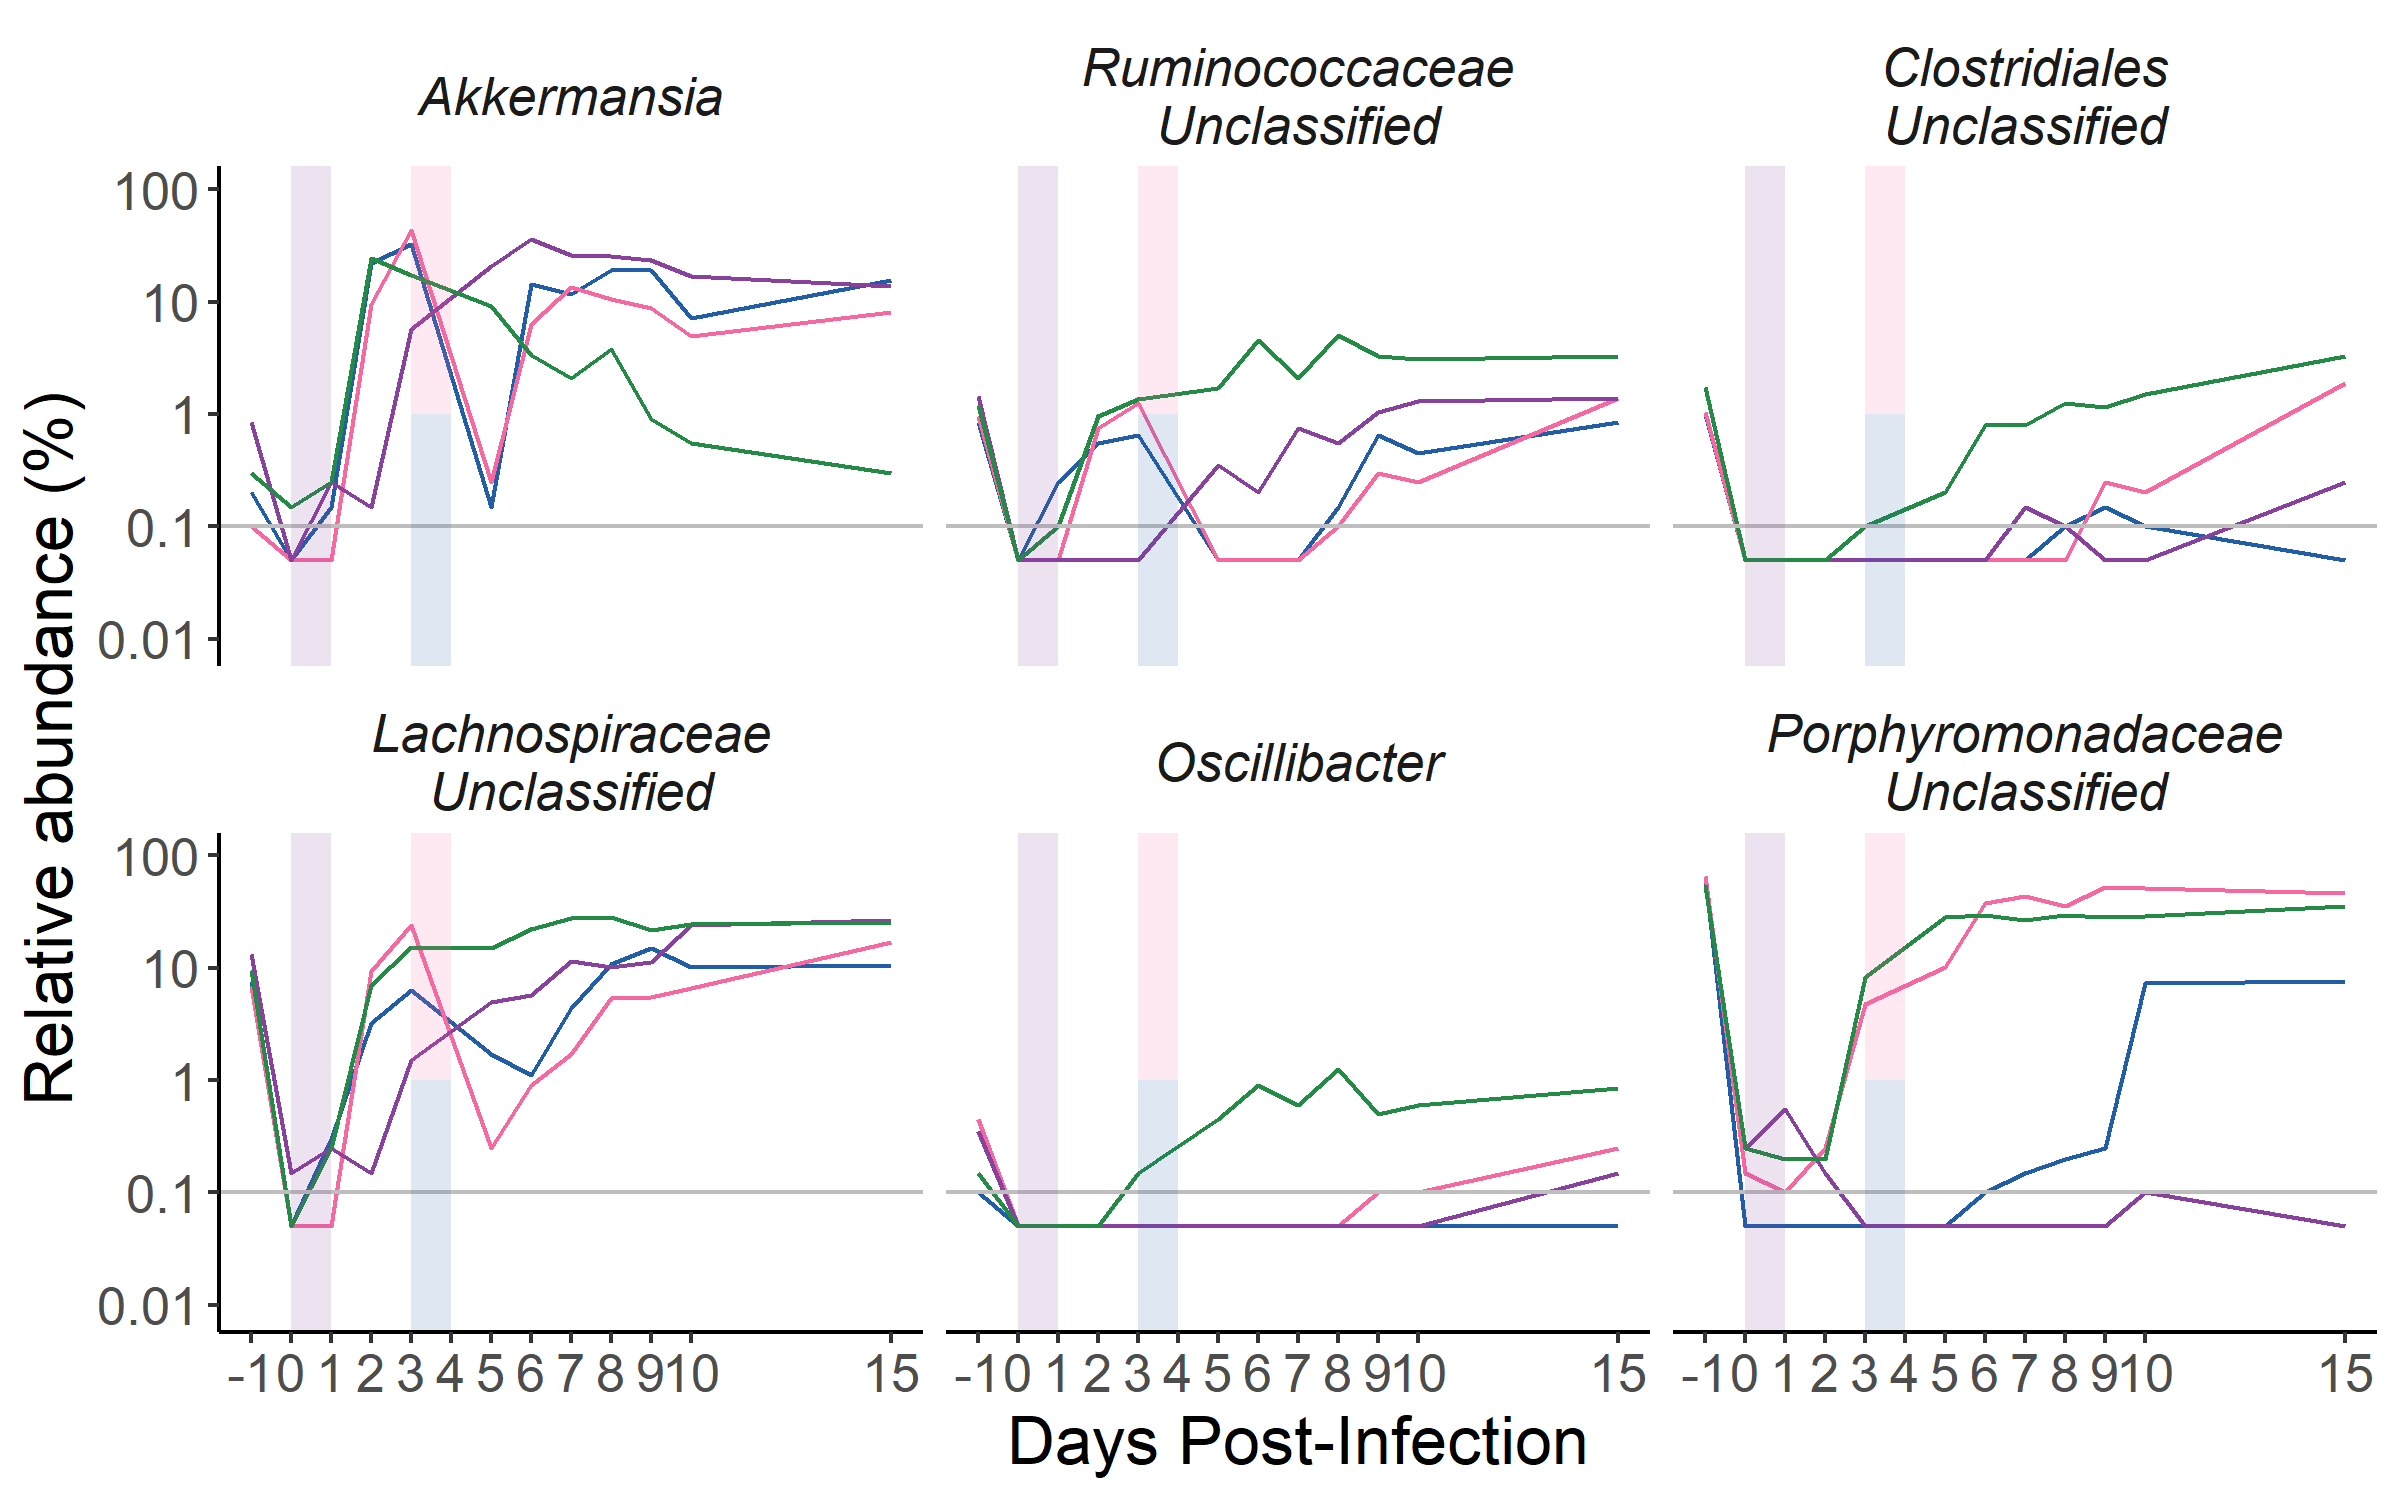 Akkermansia
Ruminococcaceae
Unclassified
Clostridiales
Unclassified
100
10
1
0.1
0.01
Relative abundance (%)
Lachnospiraceae
Unclassified
Oscillibacter
Porphyromonadaceae
Unclassified
100
10
1
0.1
0.01
-1 0 1 2 3 4 5 6 7 8 9 10 15
-1 0 1 2 3 4 5 6 7 8 9 10 15
-1 0 1 2 3 4 5 6 7 8 9 10 15
Days Post-Infection